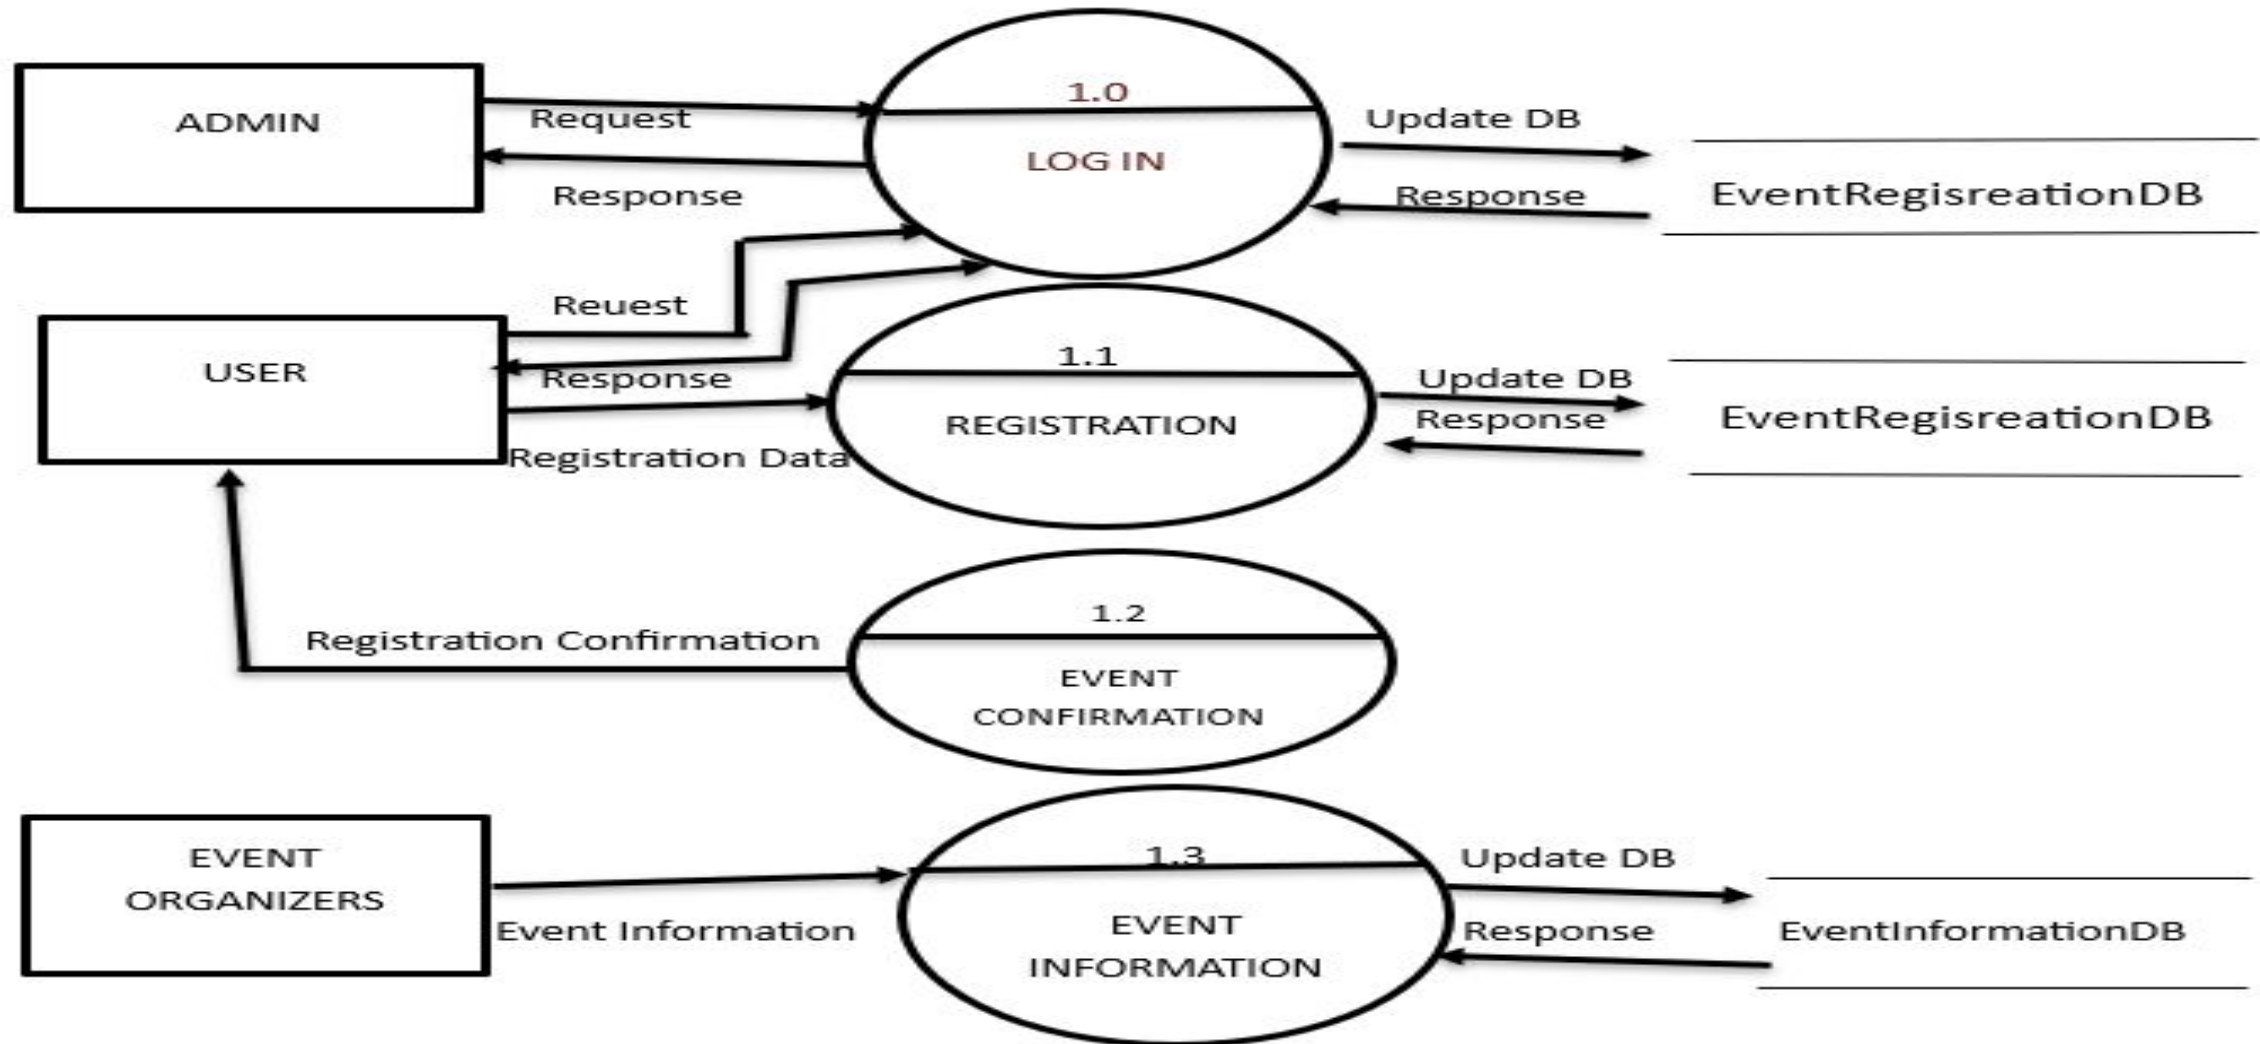 1.0
ADMIN
Request
Update DB
LOG IN
Response
Response
EventRegisreationDB
Reuest
1.1
USER
Response
Update DB
Response
EventRegisreationDB
REGISTRATION
Registration Data
1.2
Registration Confirmation
EVENT
CONFIRMATION
1.3
EVENT
ORGANIZERS
Update DB
Event Information
EVENT
INFORMATION
Response
EventInformationDB